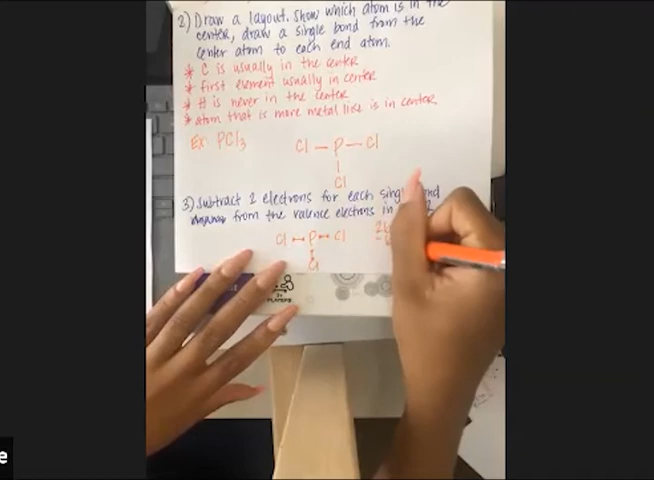 2) Draw a layout. Show which atom is in the
center, draw a single bond from the
center atom to each end atom.
* C is usually in the center
* first element usually in center
* H is never in the center
* atom that is more metal like is in center.
Ex: PCl3
Cl — P — Cl
Cl
3) Subtract 2 electrons for each single bond
from the valence electrons in
Cl P Cl
Cl
PLAYERS
e